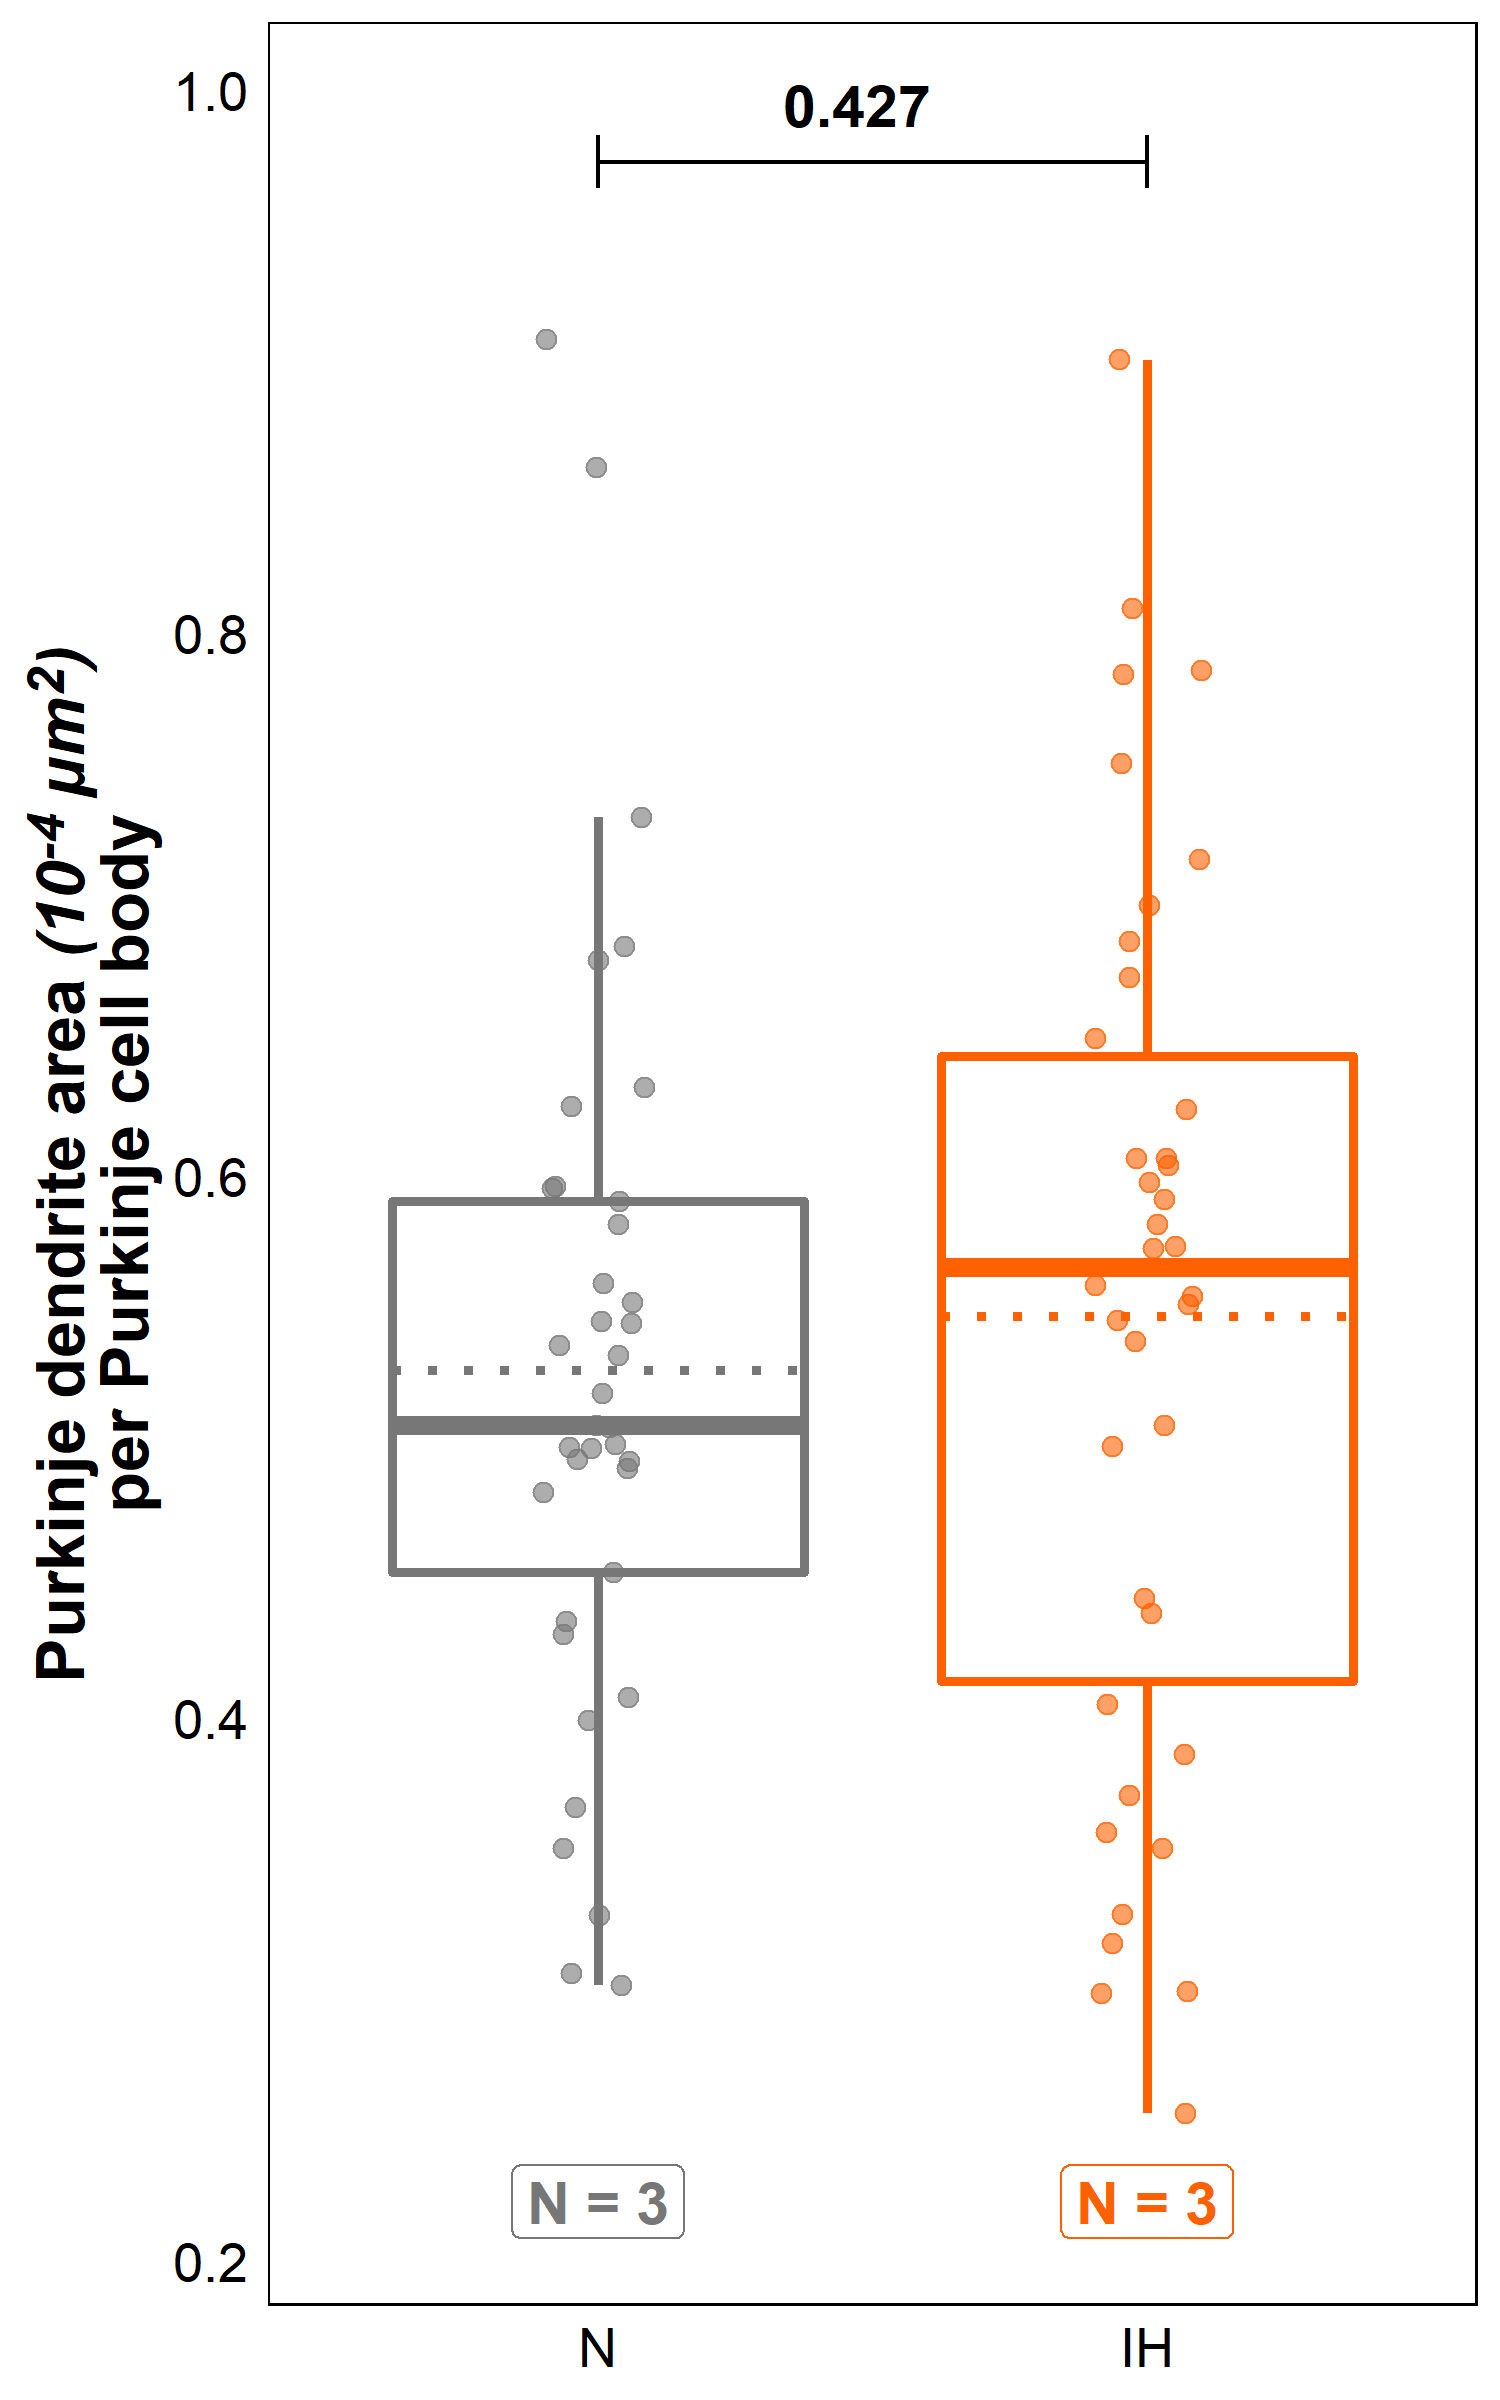 Purkinje dendrite area (10⁻⁴ µm²)
per Purkinje cell body
1.0
0.8
0.6
0.4
0.2
0.427
N = 3
N = 3
N
IH